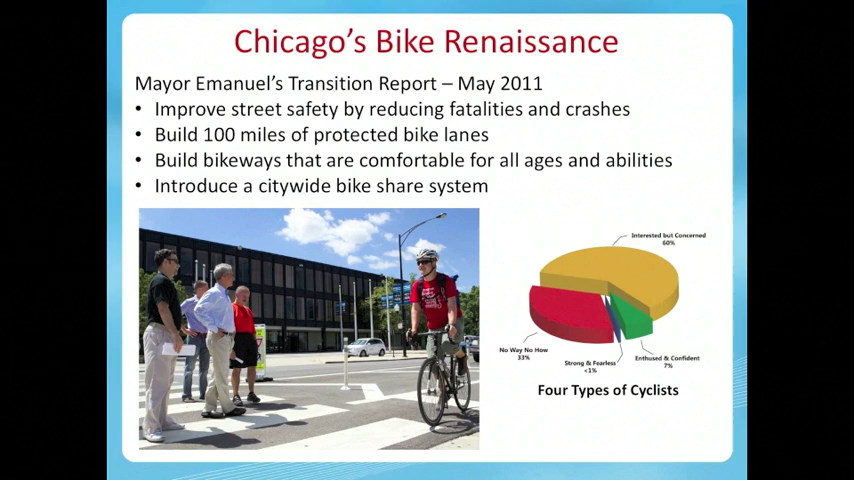 Chicago's Bike Renaissance
Mayor Emanuel's Transition Report – May 2011
• Improve street safety by reducing fatalities and crashes
• Build 100 miles of protected bike lanes
• Build bikeways that are comfortable for all ages and abilities
• Introduce a citywide bike share system
Interested but Concerned
60%
No Way No How
33%
Strong & Fearless
<1%
Enthused & Confident
7%
Four Types of Cyclists